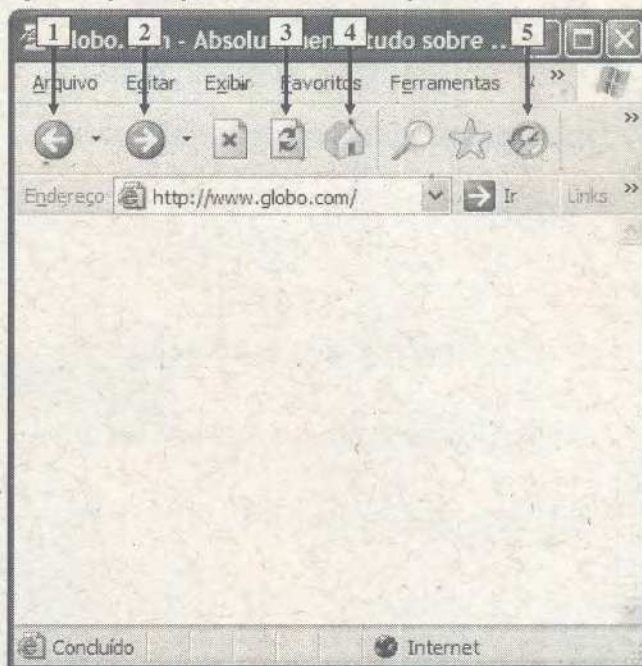 1 2 3 4 5
Globo. - Absolu tudo sobre ...
Arquivo Editar Exibir Favoritos Ferramentas »
»
Endereço http://www.globo.com/ Ir Links »
Concluído Internet